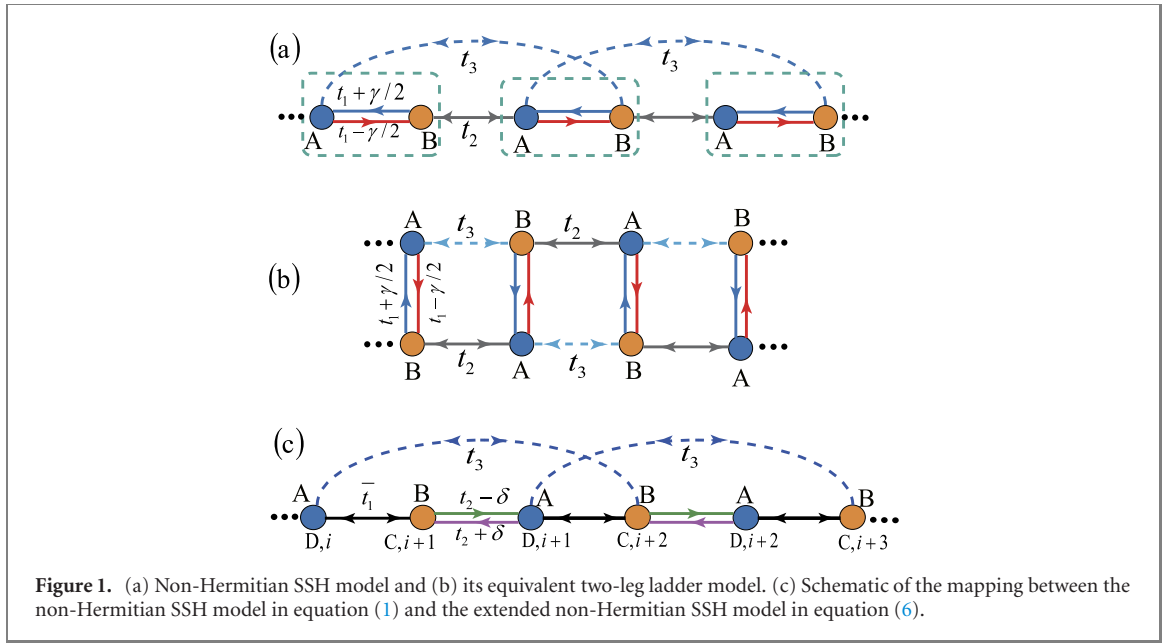 (a)
t₃ t₃
t₁ + γ/2
t₁ − γ/2
A B t₂ A B A B
A B A B
t₃ t₂
(b)
t₁ + γ/2 t₁ − γ/2
B t₂ A t₃ B A
(c)
t₃ t₃
A t̄₁ B t₂ − δ A B A B
t₂ + δ
D,i C,i+1 D,i+1 C,i+2 D,i+2 C,i+3
Figure 1. (a) Non-Hermitian SSH model and (b) its equivalent two-leg ladder model. (c) Schematic of the mapping between the
non-Hermitian SSH model in equation (1) and the extended non-Hermitian SSH model in equation (6).